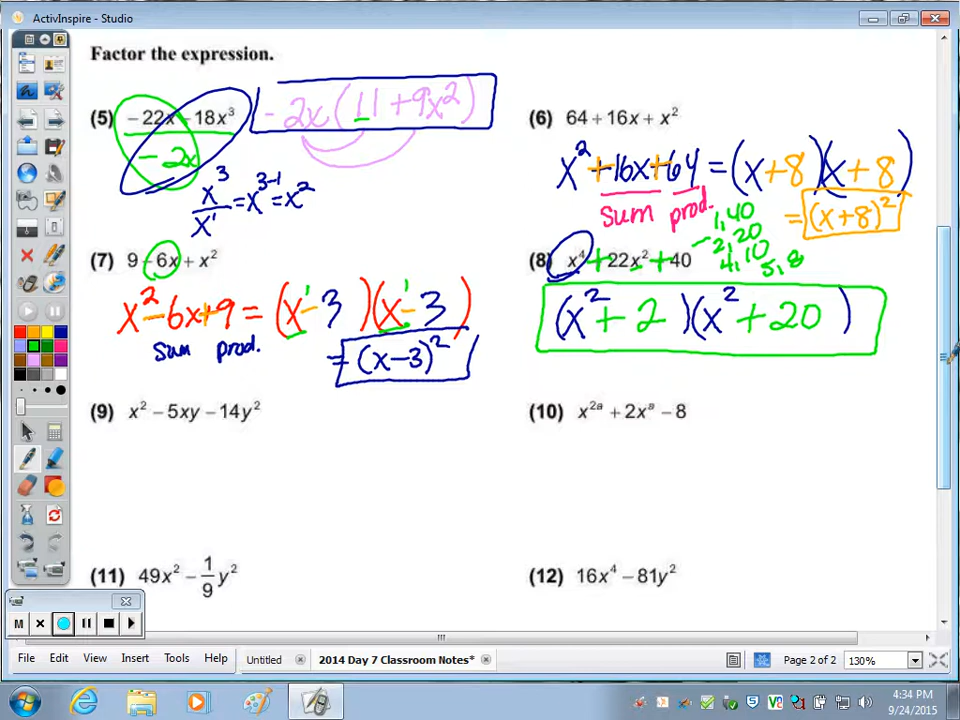 ActivInspire - Studio
Factor the expression.
(5) -22x - 18x³
- 2x
- 2x (11 + 9x²)
x³/x¹ = x³⁻¹ = x²
(6) 64 + 16x + x²
x² + 16x + 64 = (x + 8)(x + 8)
sum prod.
= (x + 8)²
(7) 9 - 6x + x²
x² - 6x + 9 = (x¹ - 3)(x¹ - 3)
sum prod.
= (x - 3)²
(8) x⁴ + 22x² + 40
1, 40
2, 20
4, 10
5, 8
(x² + 2)(x² + 20)
(9) x² - 5xy - 14y²
(10) x²ᵃ + 2xᵃ - 8
(11) 49x² - 1/9 y²
(12) 16x⁴ - 81y²
M
File Edit View Insert Tools Help
Untitled
2014 Day 7 Classroom Notes*
Page 2 of 2
130%
4:34 PM
9/24/2015